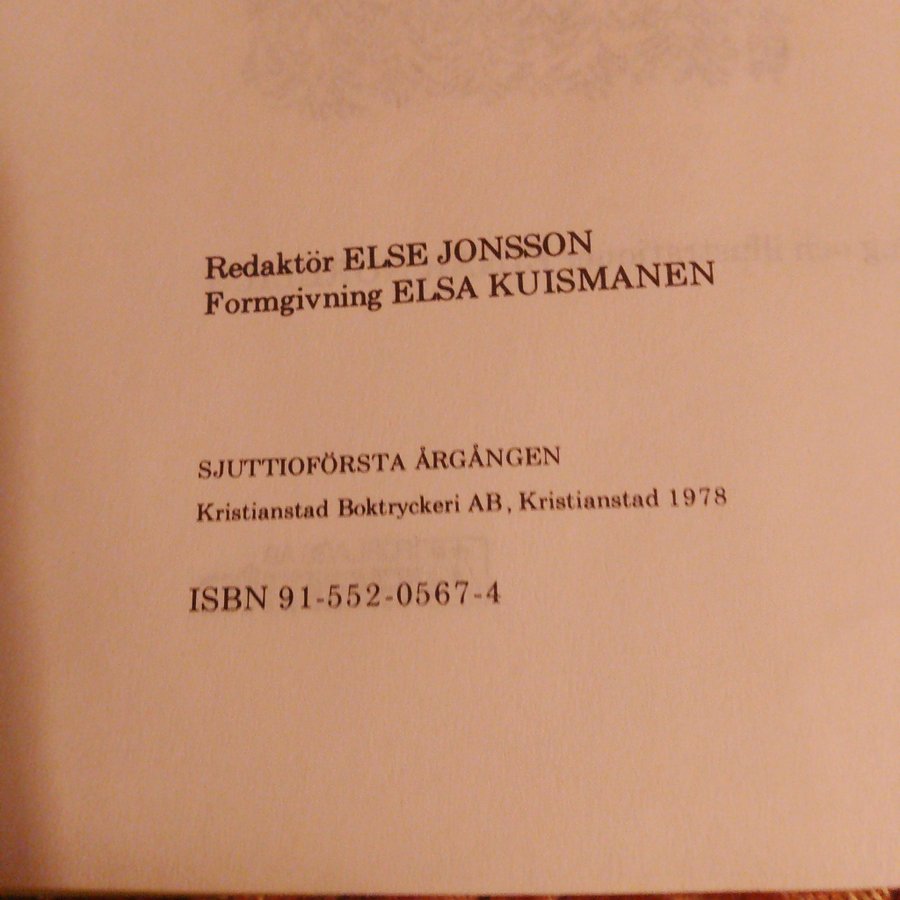 Redaktör ELSE JONSSON
Formgivning ELSA KUISMANEN
SJUTTIOFÖRSTA ÅRGÅNGEN
Kristianstad Boktryckeri AB, Kristianstad 1978
ISBN 91-552-0567-4